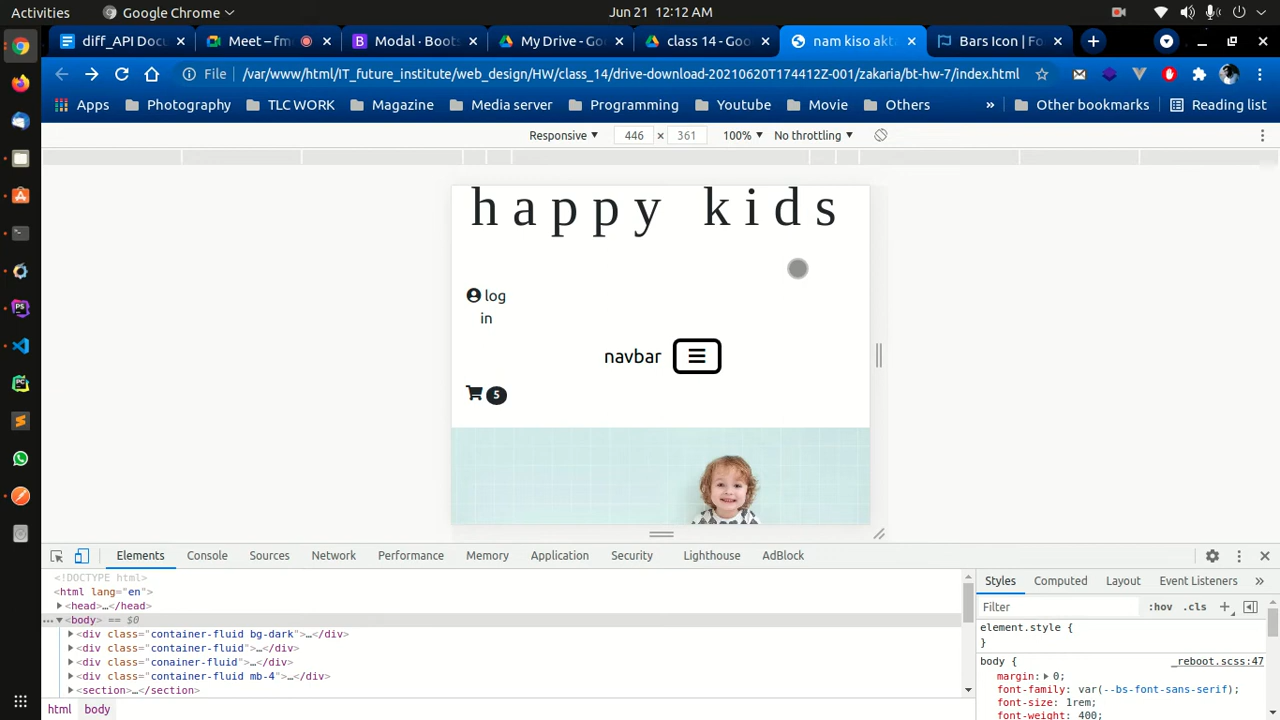 Activities Google Chrome Jun 21 12:12 AM
diff_API Docu × Meet – fm × Modal · Boots × My Drive - Go × class 14 - Goo × nam kiso akta × Bars Icon | Fo ×
File /var/www/html/IT_future_institute/web_design/HW/class_14/drive-download-20210620T174412Z-001/zakaria/bt-hw-7/index.html
Apps Photography TLC WORK Magazine Media server Programming Youtube Movie Others » Other bookmarks Reading list
Responsive 446 × 361 100% No throttling
happy kids
log
in
navbar
5
Elements Console Sources Network Performance Memory Application Security Lighthouse AdBlock
<!DOCTYPE html>
<html lang="en">
<head>…</head>
<body> == $0
<div class="container-fluid bg-dark">…</div>
<div class="container-fluid">…</div>
<div class="conainer-fluid">…</div>
<div class="container-fluid mb-4">…</div>
<section>…</section>
html body
Styles Computed Layout Event Listeners »
Filter :hov .cls
element.style {
}
body { _reboot.scss:47
margin: 0;
font-family: var(--bs-font-sans-serif);
font-size: 1rem;
font-weight: 400;